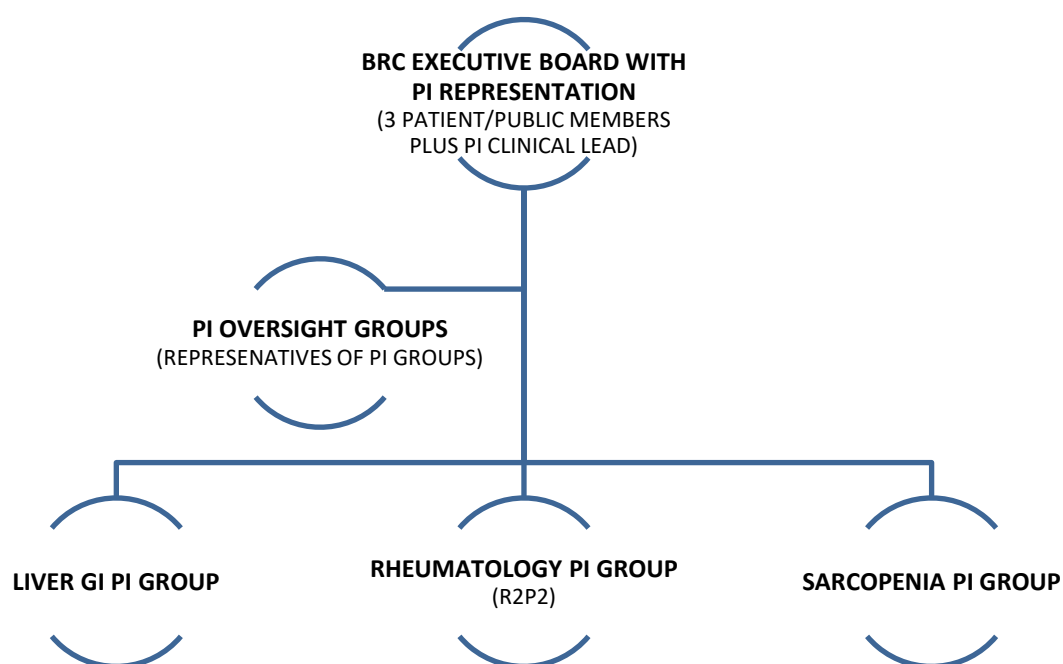 BRC EXECUTIVE BOARD WITH
PI REPRESENTATION
(3 PATIENT/PUBLIC MEMBERS
PLUS PI CLINICAL LEAD)
PI OVERSIGHT GROUPS
(REPRESENATIVES OF PI GROUPS)
LIVER GI PI GROUP
RHEUMATOLOGY PI GROUP
(R2P2)
SARCOPENIA PI GROUP